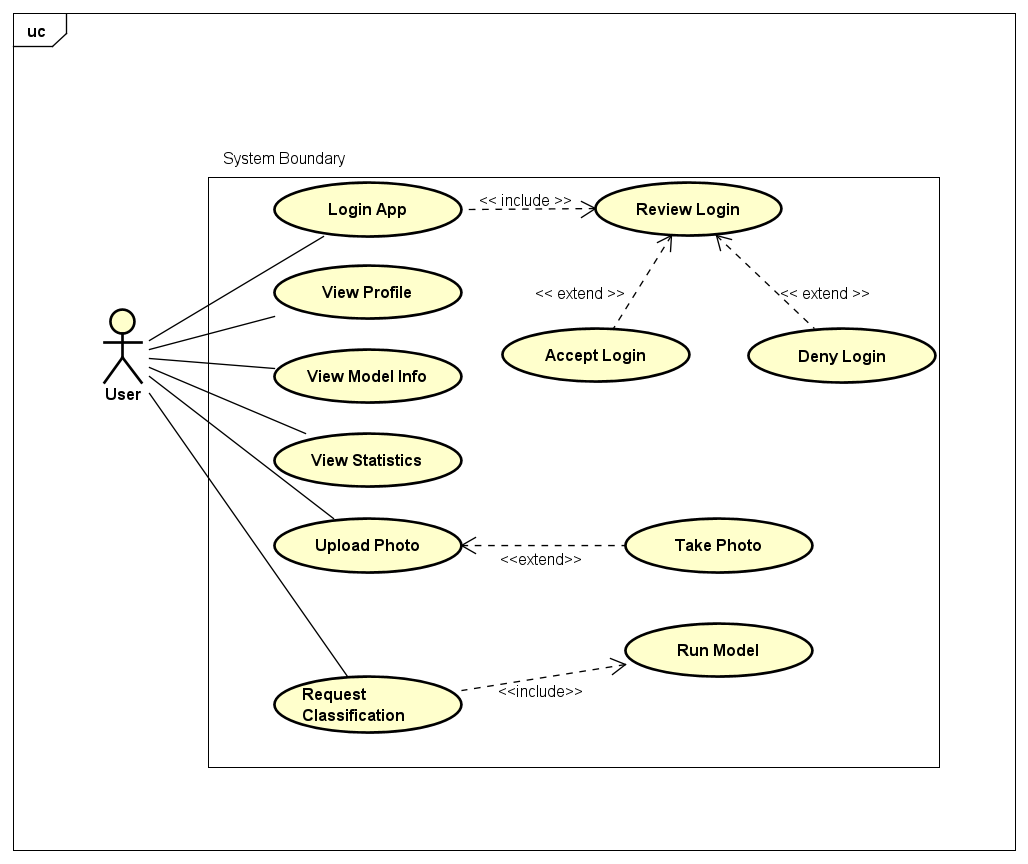 uc
System Boundary
Login App
<< include >>
Review Login
View Profile
<< extend >>
<< extend >>
Accept Login
Deny Login
View Model Info
User
View Statistics
Upload Photo
<<extend>>
Take Photo
Run Model
<<include>>
Request
Classification